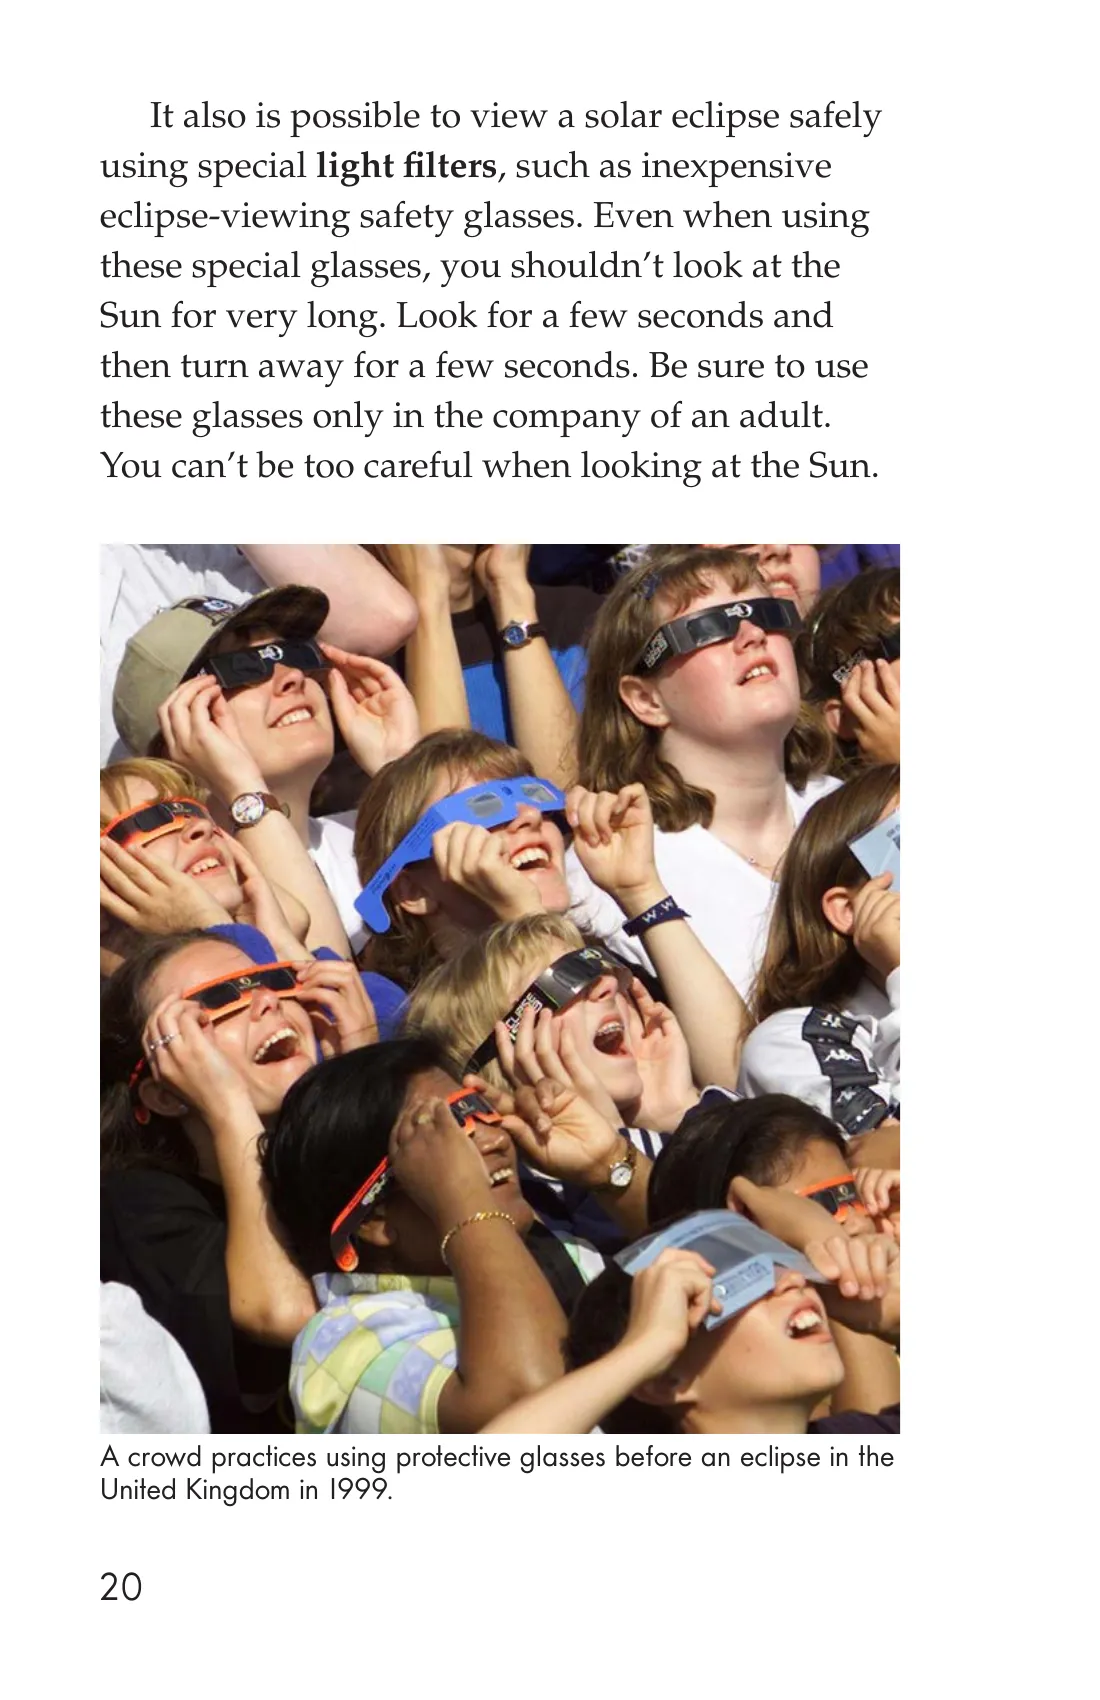 It also is possible to view a solar eclipse safely
using special light filters, such as inexpensive
eclipse-viewing safety glasses. Even when using
these special glasses, you shouldn’t look at the
Sun for very long. Look for a few seconds and
then turn away for a few seconds. Be sure to use
these glasses only in the company of an adult.
You can’t be too careful when looking at the Sun.
A crowd practices using protective glasses before an eclipse in the
United Kingdom in 1999.
20